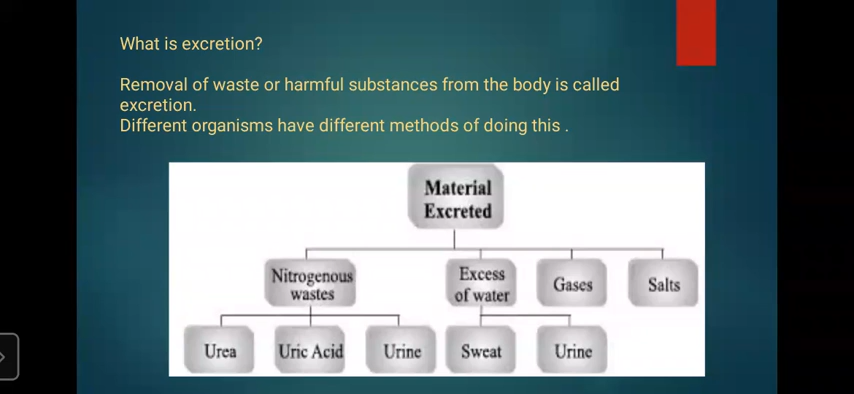 What is excretion?
Removal of waste or harmful substances from the body is called
excretion.
Different organisms have different methods of doing this .
Material
Excreted
Nitrogenous
wastes
Excess
of water
Gases
Salts
Urea
Uric Acid
Urine
Sweat
Urine